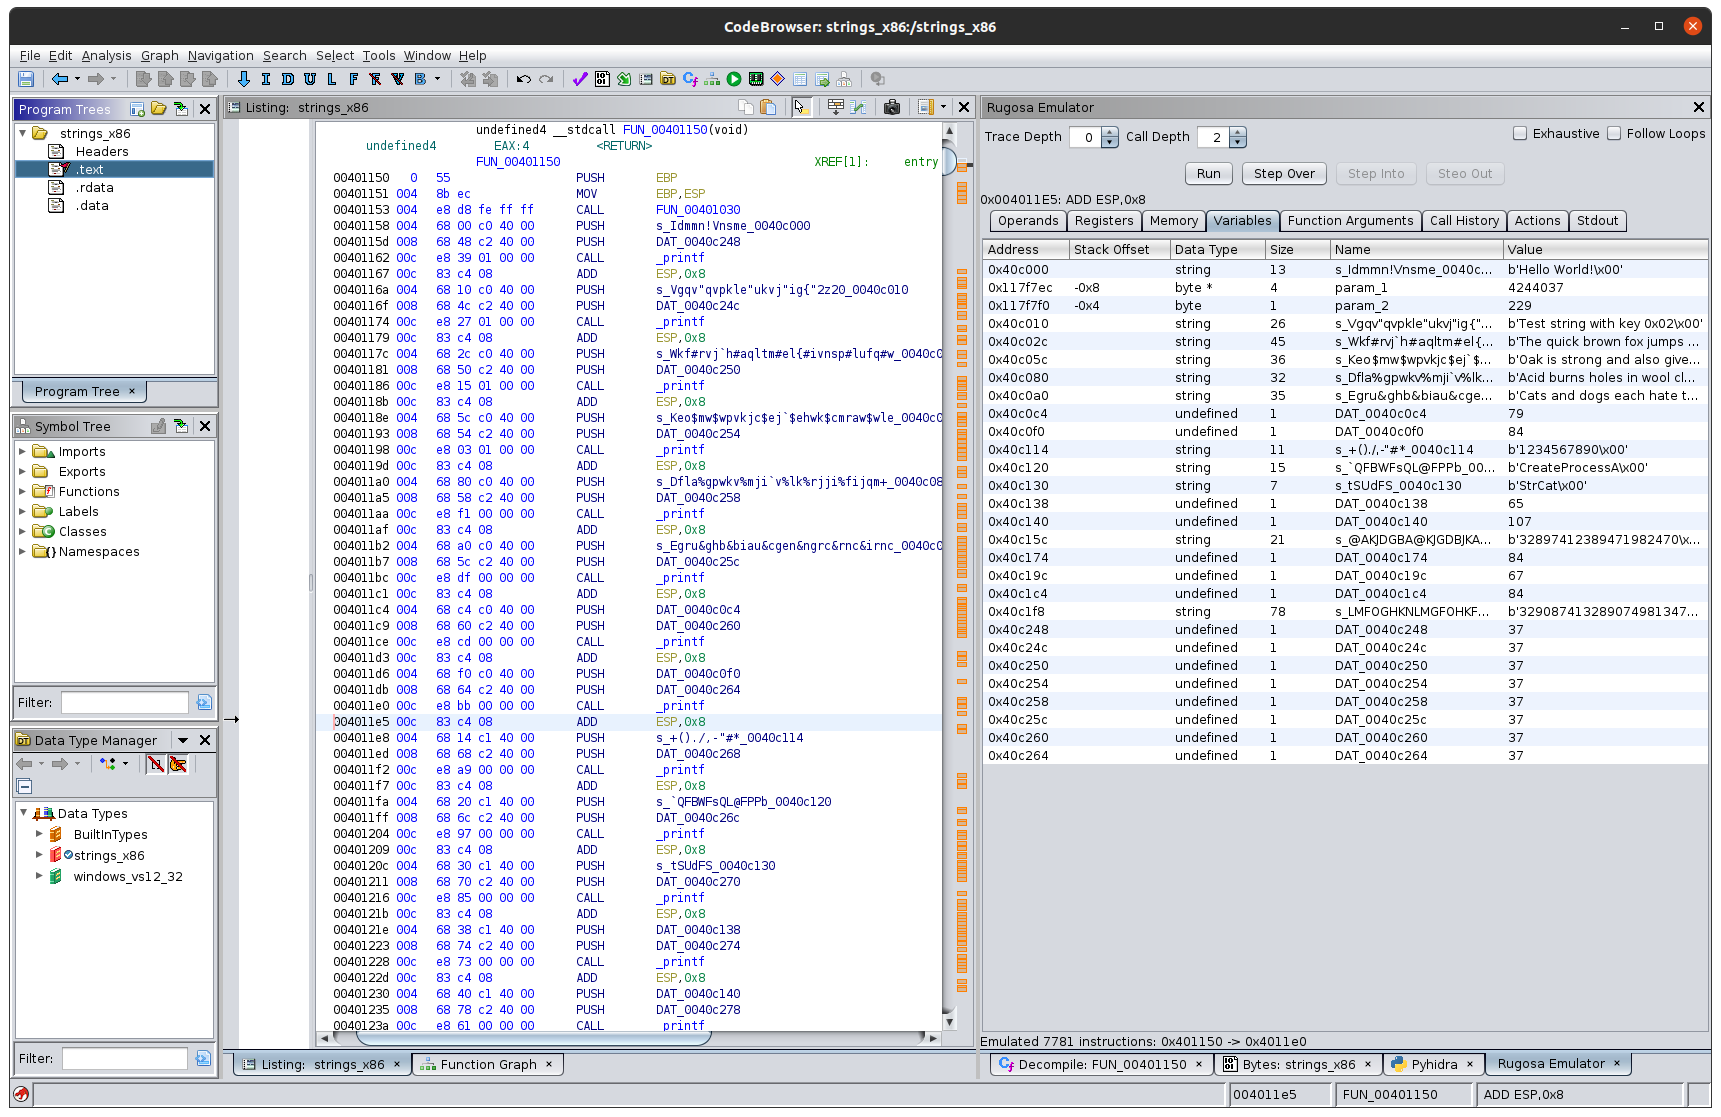 CodeBrowser: strings_x86:/strings_x86
File Edit Analysis Graph Navigation Search Select Tools Window Help
I D U L F B
Program Trees
strings_x86
Headers
.text
.rdata
.data
Program Tree ×
Symbol Tree
Imports
Exports
Functions
Labels
Classes
Namespaces
Filter:
Data Type Manager
Data Types
BuiltInTypes
strings_x86
windows_vs12_32
Filter:
Listing: strings_x86
undefined4 __stdcall FUN_00401150(void)
undefined4 EAX:4 <RETURN>
FUN_00401150 XREF[1]: entry
00401150 0 55 PUSH EBP
00401151 004 8b ec MOV EBP,ESP
00401153 004 e8 d8 fe ff ff CALL FUN_00401030
00401158 004 68 00 c0 40 00 PUSH s_Idmmn!Vnsme_0040c000
0040115d 008 68 48 c2 40 00 PUSH DAT_0040c248
00401162 00c e8 39 01 00 00 CALL _printf
00401167 00c 83 c4 08 ADD ESP,0x8
0040116a 004 68 10 c0 40 00 PUSH s_Vgqv"qvpkle"ukvj"ig{"2z20_0040c010
0040116f 008 68 4c c2 40 00 PUSH DAT_0040c24c
00401174 00c e8 27 01 00 00 CALL _printf
00401179 00c 83 c4 08 ADD ESP,0x8
0040117c 004 68 2c c0 40 00 PUSH s_Wkf#rvj`h#aqltm#el{#ivnsp#lufq#w_0040c0
00401181 008 68 50 c2 40 00 PUSH DAT_0040c250
00401186 00c e8 15 01 00 00 CALL _printf
0040118b 00c 83 c4 08 ADD ESP,0x8
0040118e 004 68 5c c0 40 00 PUSH s_Keo$mw$wpvkjc$ej`$ehwk$cmraw$wle_0040c0
00401193 008 68 54 c2 40 00 PUSH DAT_0040c254
00401198 00c e8 03 01 00 00 CALL _printf
0040119d 00c 83 c4 08 ADD ESP,0x8
004011a0 004 68 80 c0 40 00 PUSH s_Dfla%gpwkv%mji`v%lk%rjji%fijqm+_0040c08
004011a5 008 68 58 c2 40 00 PUSH DAT_0040c258
004011aa 00c e8 f1 00 00 00 CALL _printf
004011af 00c 83 c4 08 ADD ESP,0x8
004011b2 004 68 a0 c0 40 00 PUSH s_Egru&ghb&biau&cgen&ngrc&rnc&irnc_0040c0
004011b7 008 68 5c c2 40 00 PUSH DAT_0040c25c
004011bc 00c e8 df 00 00 00 CALL _printf
004011c1 00c 83 c4 08 ADD ESP,0x8
004011c4 004 68 c4 c0 40 00 PUSH DAT_0040c0c4
004011c9 008 68 60 c2 40 00 PUSH DAT_0040c260
004011ce 00c e8 cd 00 00 00 CALL _printf
004011d3 00c 83 c4 08 ADD ESP,0x8
004011d6 004 68 f0 c0 40 00 PUSH DAT_0040c0f0
004011db 008 68 64 c2 40 00 PUSH DAT_0040c264
004011e0 00c e8 bb 00 00 00 CALL _printf
004011e5 00c 83 c4 08 ADD ESP,0x8
004011e8 004 68 14 c1 40 00 PUSH s_+()./,-"#*_0040c114
004011ed 008 68 68 c2 40 00 PUSH DAT_0040c268
004011f2 00c e8 a9 00 00 00 CALL _printf
004011f7 00c 83 c4 08 ADD ESP,0x8
004011fa 004 68 20 c1 40 00 PUSH s_`QFBWFsQL@FPPb_0040c120
004011ff 008 68 6c c2 40 00 PUSH DAT_0040c26c
00401204 00c e8 97 00 00 00 CALL _printf
00401209 00c 83 c4 08 ADD ESP,0x8
0040120c 004 68 30 c1 40 00 PUSH s_tSUdFS_0040c130
00401211 008 68 70 c2 40 00 PUSH DAT_0040c270
00401216 00c e8 85 00 00 00 CALL _printf
0040121b 00c 83 c4 08 ADD ESP,0x8
0040121e 004 68 38 c1 40 00 PUSH DAT_0040c138
00401223 008 68 74 c2 40 00 PUSH DAT_0040c274
00401228 00c e8 73 00 00 00 CALL _printf
0040122d 00c 83 c4 08 ADD ESP,0x8
00401230 004 68 40 c1 40 00 PUSH DAT_0040c140
00401235 008 68 78 c2 40 00 PUSH DAT_0040c278
0040123a 00c e8 61 00 00 00 CALL _printf
Listing: strings_x86 × Function Graph ×
Rugosa Emulator
Trace Depth 0 Call Depth 2 Exhaustive Follow Loops
Run Step Over Step Into Steo Out
0x004011E5: ADD ESP,0x8
Operands Registers Memory Variables Function Arguments Call History Actions Stdout
Address Stack Offset Data Type Size Name Value
0x40c000 string 13 s_Idmmn!Vnsme_0040c... b'Hello World!\x00'
0x117f7ec -0x8 byte * 4 param_1 4244037
0x117f7f0 -0x4 byte 1 param_2 229
0x40c010 string 26 s_Vgqv"qvpkle"ukvj"ig{"... b'Test string with key 0x02\x00'
0x40c02c string 45 s_Wkf#rvj`h#aqltm#el{... b'The quick brown fox jumps ...
0x40c05c string 36 s_Keo$mw$wpvkjc$ej`$... b'Oak is strong and also give...
0x40c080 string 32 s_Dfla%gpwkv%mji`v%lk... b'Acid burns holes in wool cl...
0x40c0a0 string 35 s_Egru&ghb&biau&cge... b'Cats and dogs each hate t...
0x40c0c4 undefined 1 DAT_0040c0c4 79
0x40c0f0 undefined 1 DAT_0040c0f0 84
0x40c114 string 11 s_+()./,-"#*_0040c114 b'1234567890\x00'
0x40c120 string 15 s_`QFBWFsQL@FPPb_00... b'CreateProcessA\x00'
0x40c130 string 7 s_tSUdFS_0040c130 b'StrCat\x00'
0x40c138 undefined 1 DAT_0040c138 65
0x40c140 undefined 1 DAT_0040c140 107
0x40c15c string 21 s_@AKJDGBA@KJGDBJKA... b'32897412389471982470\x...
0x40c174 undefined 1 DAT_0040c174 84
0x40c19c undefined 1 DAT_0040c19c 67
0x40c1c4 undefined 1 DAT_0040c1c4 84
0x40c1f8 string 78 s_LMFOGHKNLMGFOHKF... b'32908741328907498134 7...
0x40c248 undefined 1 DAT_0040c248 37
0x40c24c undefined 1 DAT_0040c24c 37
0x40c250 undefined 1 DAT_0040c250 37
0x40c254 undefined 1 DAT_0040c254 37
0x40c258 undefined 1 DAT_0040c258 37
0x40c25c undefined 1 DAT_0040c25c 37
0x40c260 undefined 1 DAT_0040c260 37
0x40c264 undefined 1 DAT_0040c264 37
Emulated 7781 instructions: 0x401150 -> 0x4011e0
Decompile: FUN_00401150 × Bytes: strings_x86 × Pyhidra × Rugosa Emulator ×
004011e5 FUN_00401150 ADD ESP,0x8